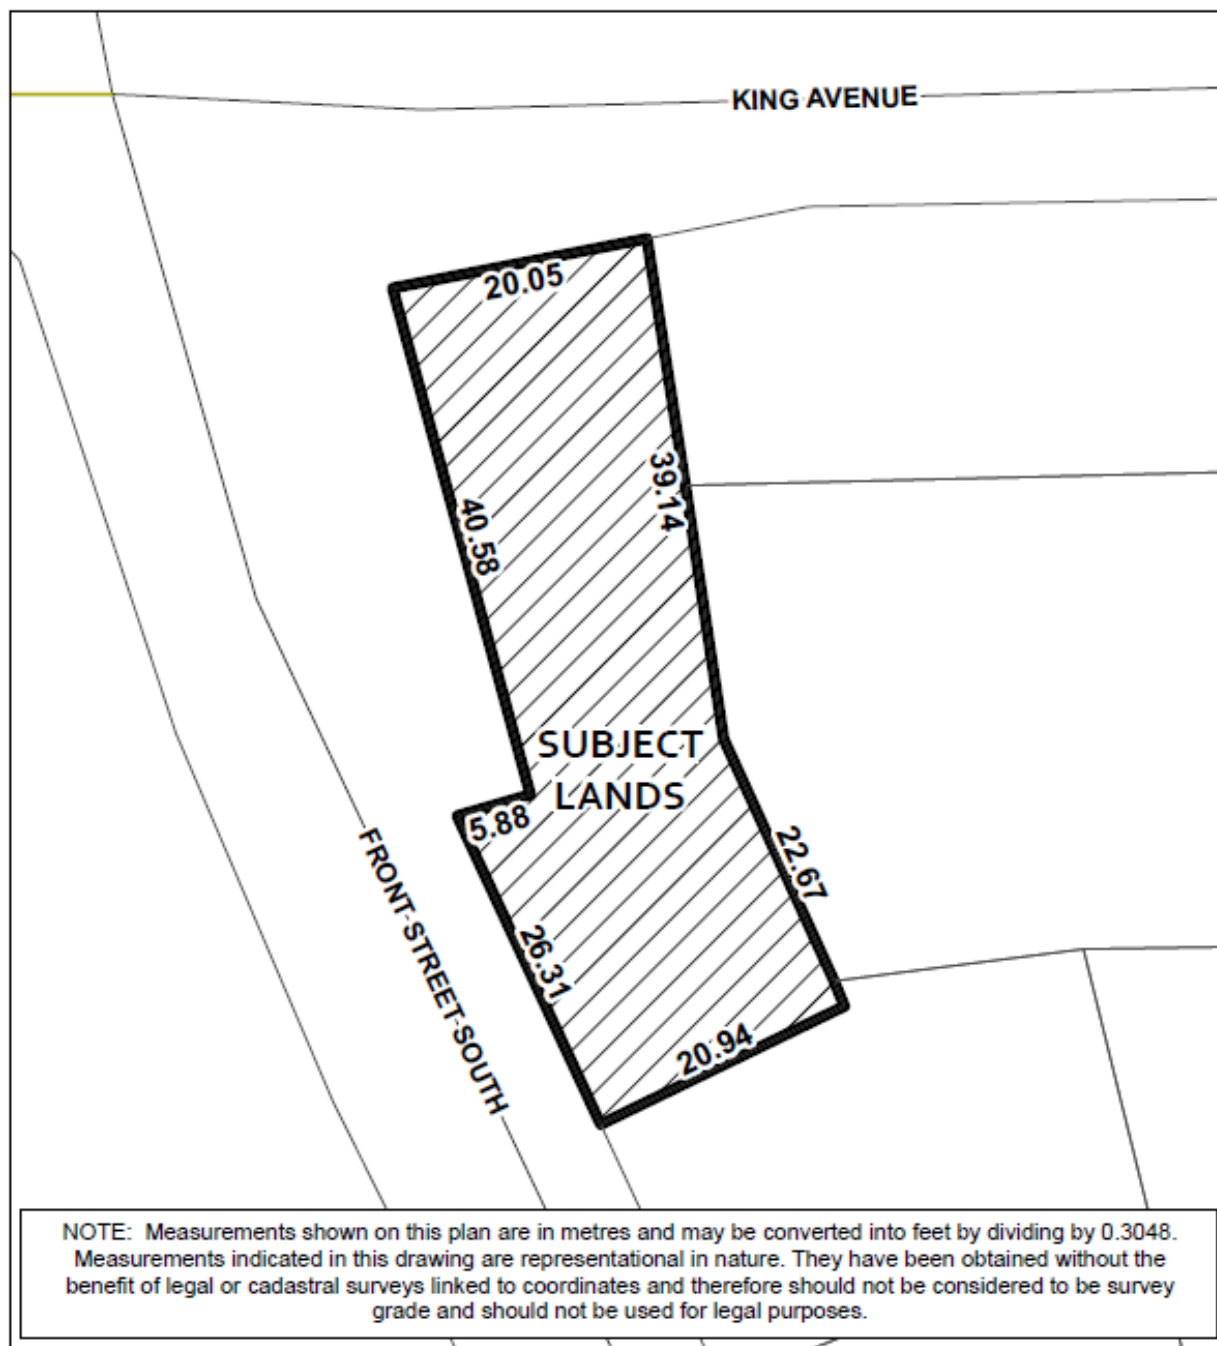 KING AVENUE
20.05
39.14
40.58
SUBJECT
LANDS
5.88
22.67
FRONT STREET SOUTH
26.31
20.94
NOTE: Measurements shown on this plan are in metres and may be converted into feet by dividing by 0.3048.
Measurements indicated in this drawing are representational in nature. They have been obtained without the
benefit of legal or cadastral surveys linked to coordinates and therefore should not be considered to be survey
grade and should not be used for legal purposes.